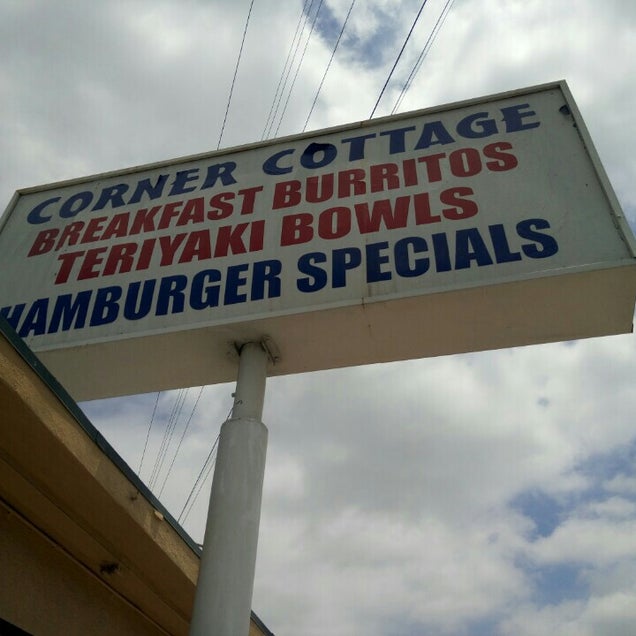 CORNER COTTAGE
BREAKFAST BURRITOS
TERIYAKI BOWLS
HAMBURGER SPECIALS